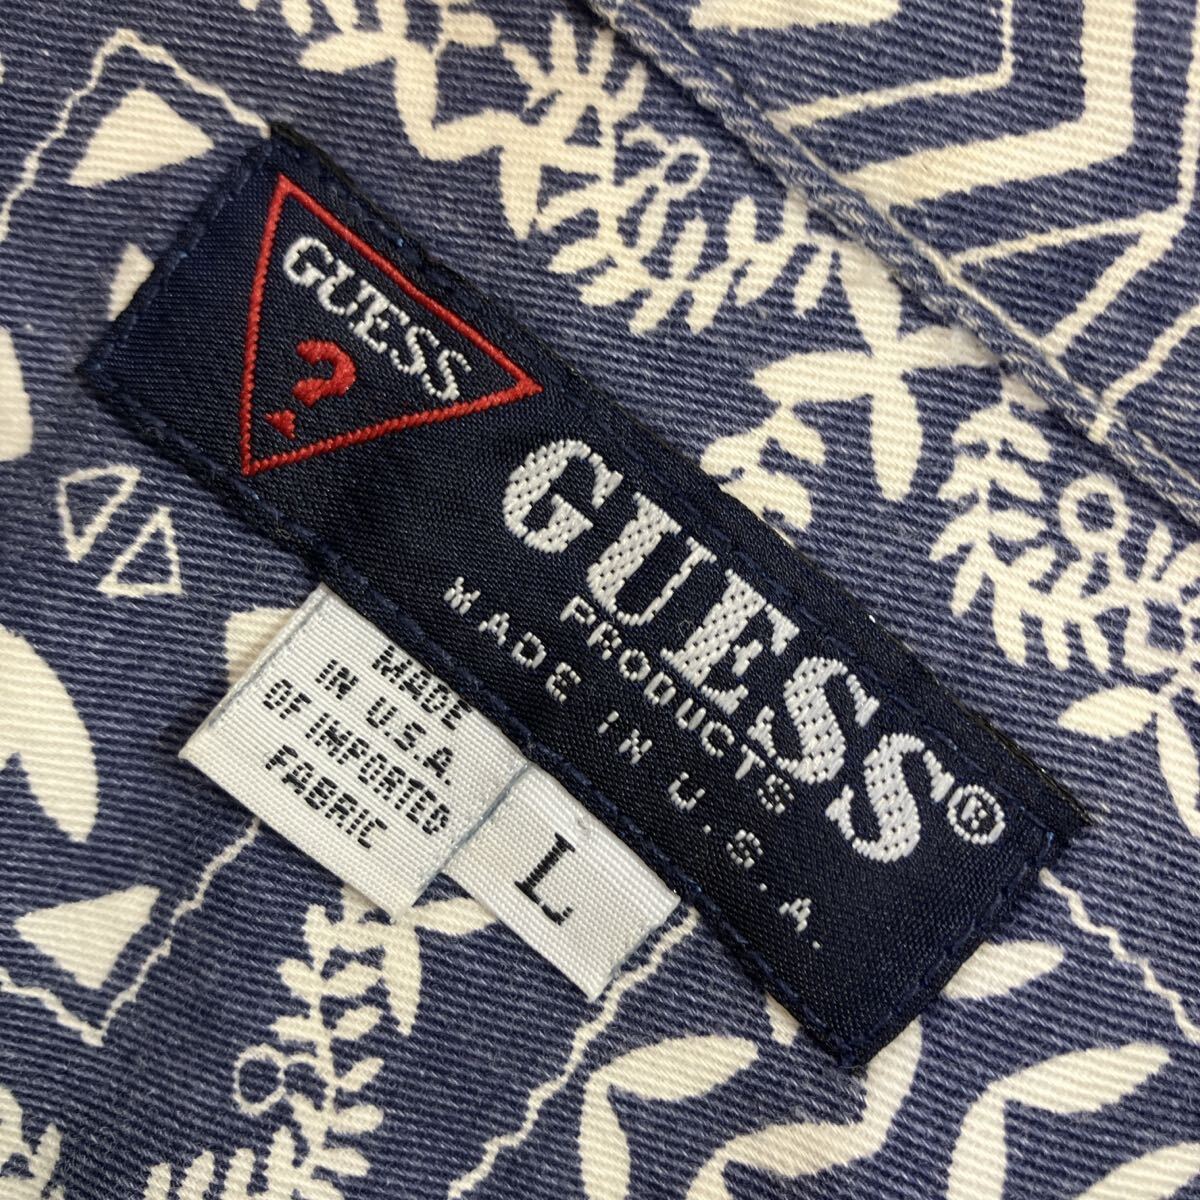 GUESS
?
GUESS®
PRODUCTS
MADE IN U.S.A.
MADE
IN U.S.A.
OF IMPORTED
FABRIC
L